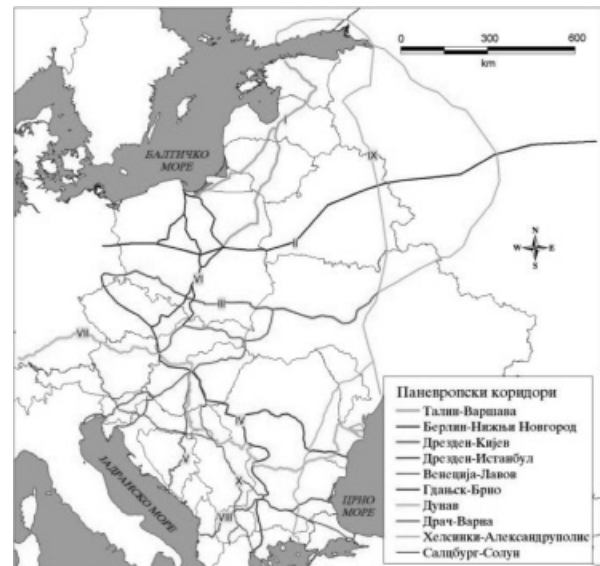 0 300 600
km
I
БАЛТИЧКО
МОРЕ
IX
N
W E
S
II
VI
III
VII
IV
V
X
VIII
ЈАДРАНСКО МОРЕ
ЦРНО
МОРЕ
Паневропски коридори
Талин-Варшава
Берлин-Нижњи Новгород
Дрезден-Кијев
Дрезден-Истанбул
Венеција-Лавов
Гдањск-Брно
Дунав
Драч-Варна
Хелсинки-Александруполис
Салцбург-Солун